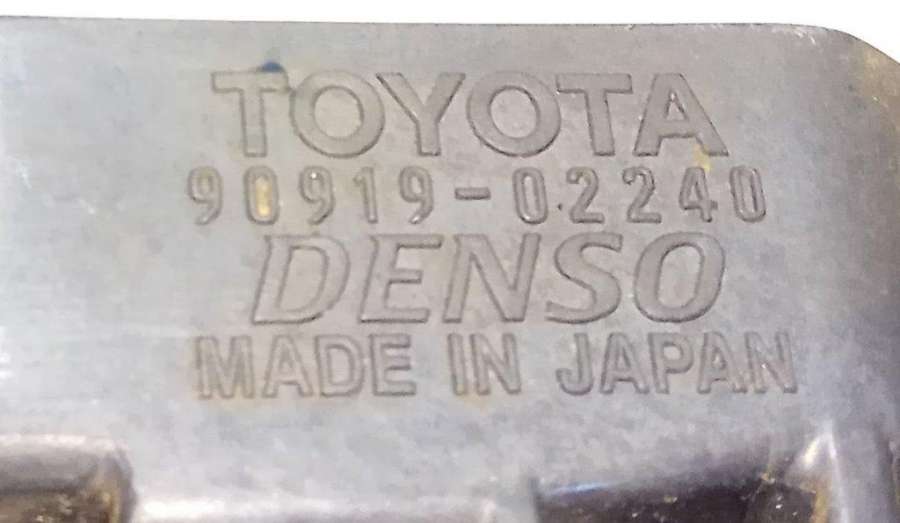 TOYOTA
90919-02240
DENSO
MADE IN JAPAN